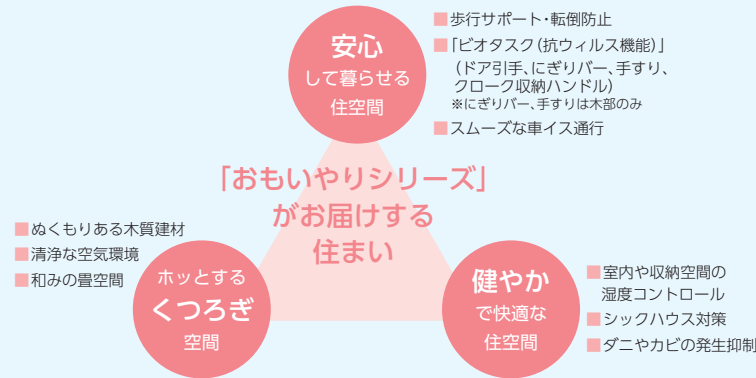 安心
して暮らせる
住空間
■歩行サポート・転倒防止
■「ビオタスク(抗ウィルス機能)」
(ドア引手、にぎりバー、手すり、
クローク収納ハンドル)
※にぎりバー、手すりは木部のみ
■スムーズな車イス通行
「おもいやりシリーズ」
がお届けする
住まい
■ぬくもりある木質建材
■清浄な空気環境
■和みの畳空間
ホッとする
くつろぎ
空間
健やか
で快適な
住空間
■室内や収納空間の
湿度コントロール
■シックハウス対策
■ダニやカビの発生抑制